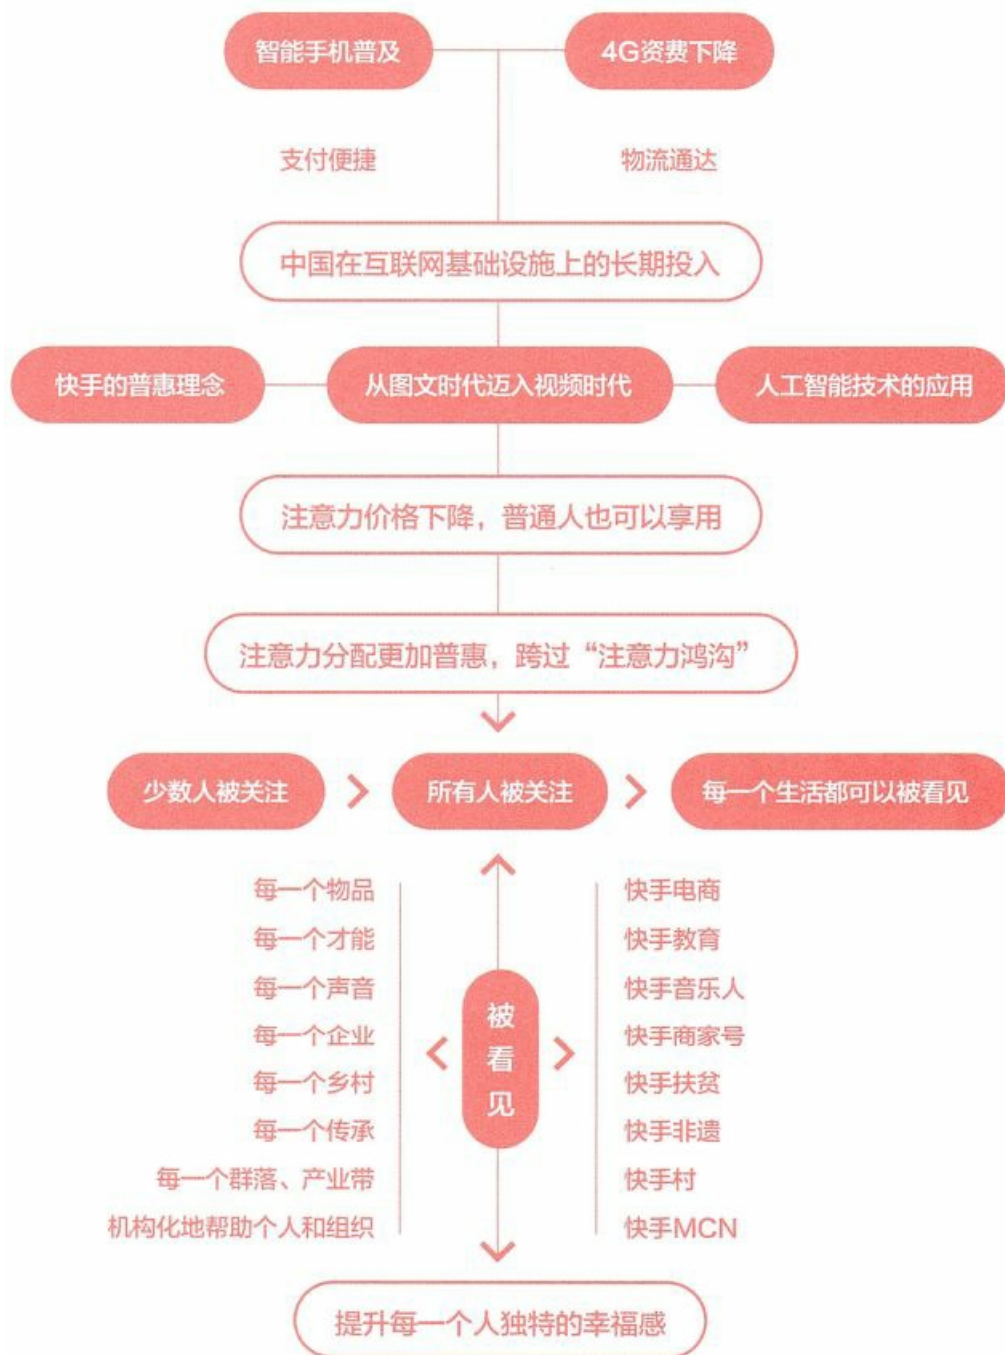 智能手机普及
4G资费下降
支付便捷
物流通达
中国在互联网基础设施上的长期投入
快手的普惠理念
从图文时代迈入视频时代
人工智能技术的应用
注意力价格下降，普通人也可以享用
注意力分配更加普惠，跨过“注意力鸿沟”
少数人被关注
所有人被关注
每一个生活都可以被看见
每一个物品
每一个才能
每一个声音
每一个企业
每一个乡村
每一个传承
每一个群落、产业带
机构化地帮助个人和组织
被看见
快手电商
快手教育
快手音乐人
快手商家号
快手扶贫
快手非遗
快手村
快手MCN
提升每一个人独特的幸福感